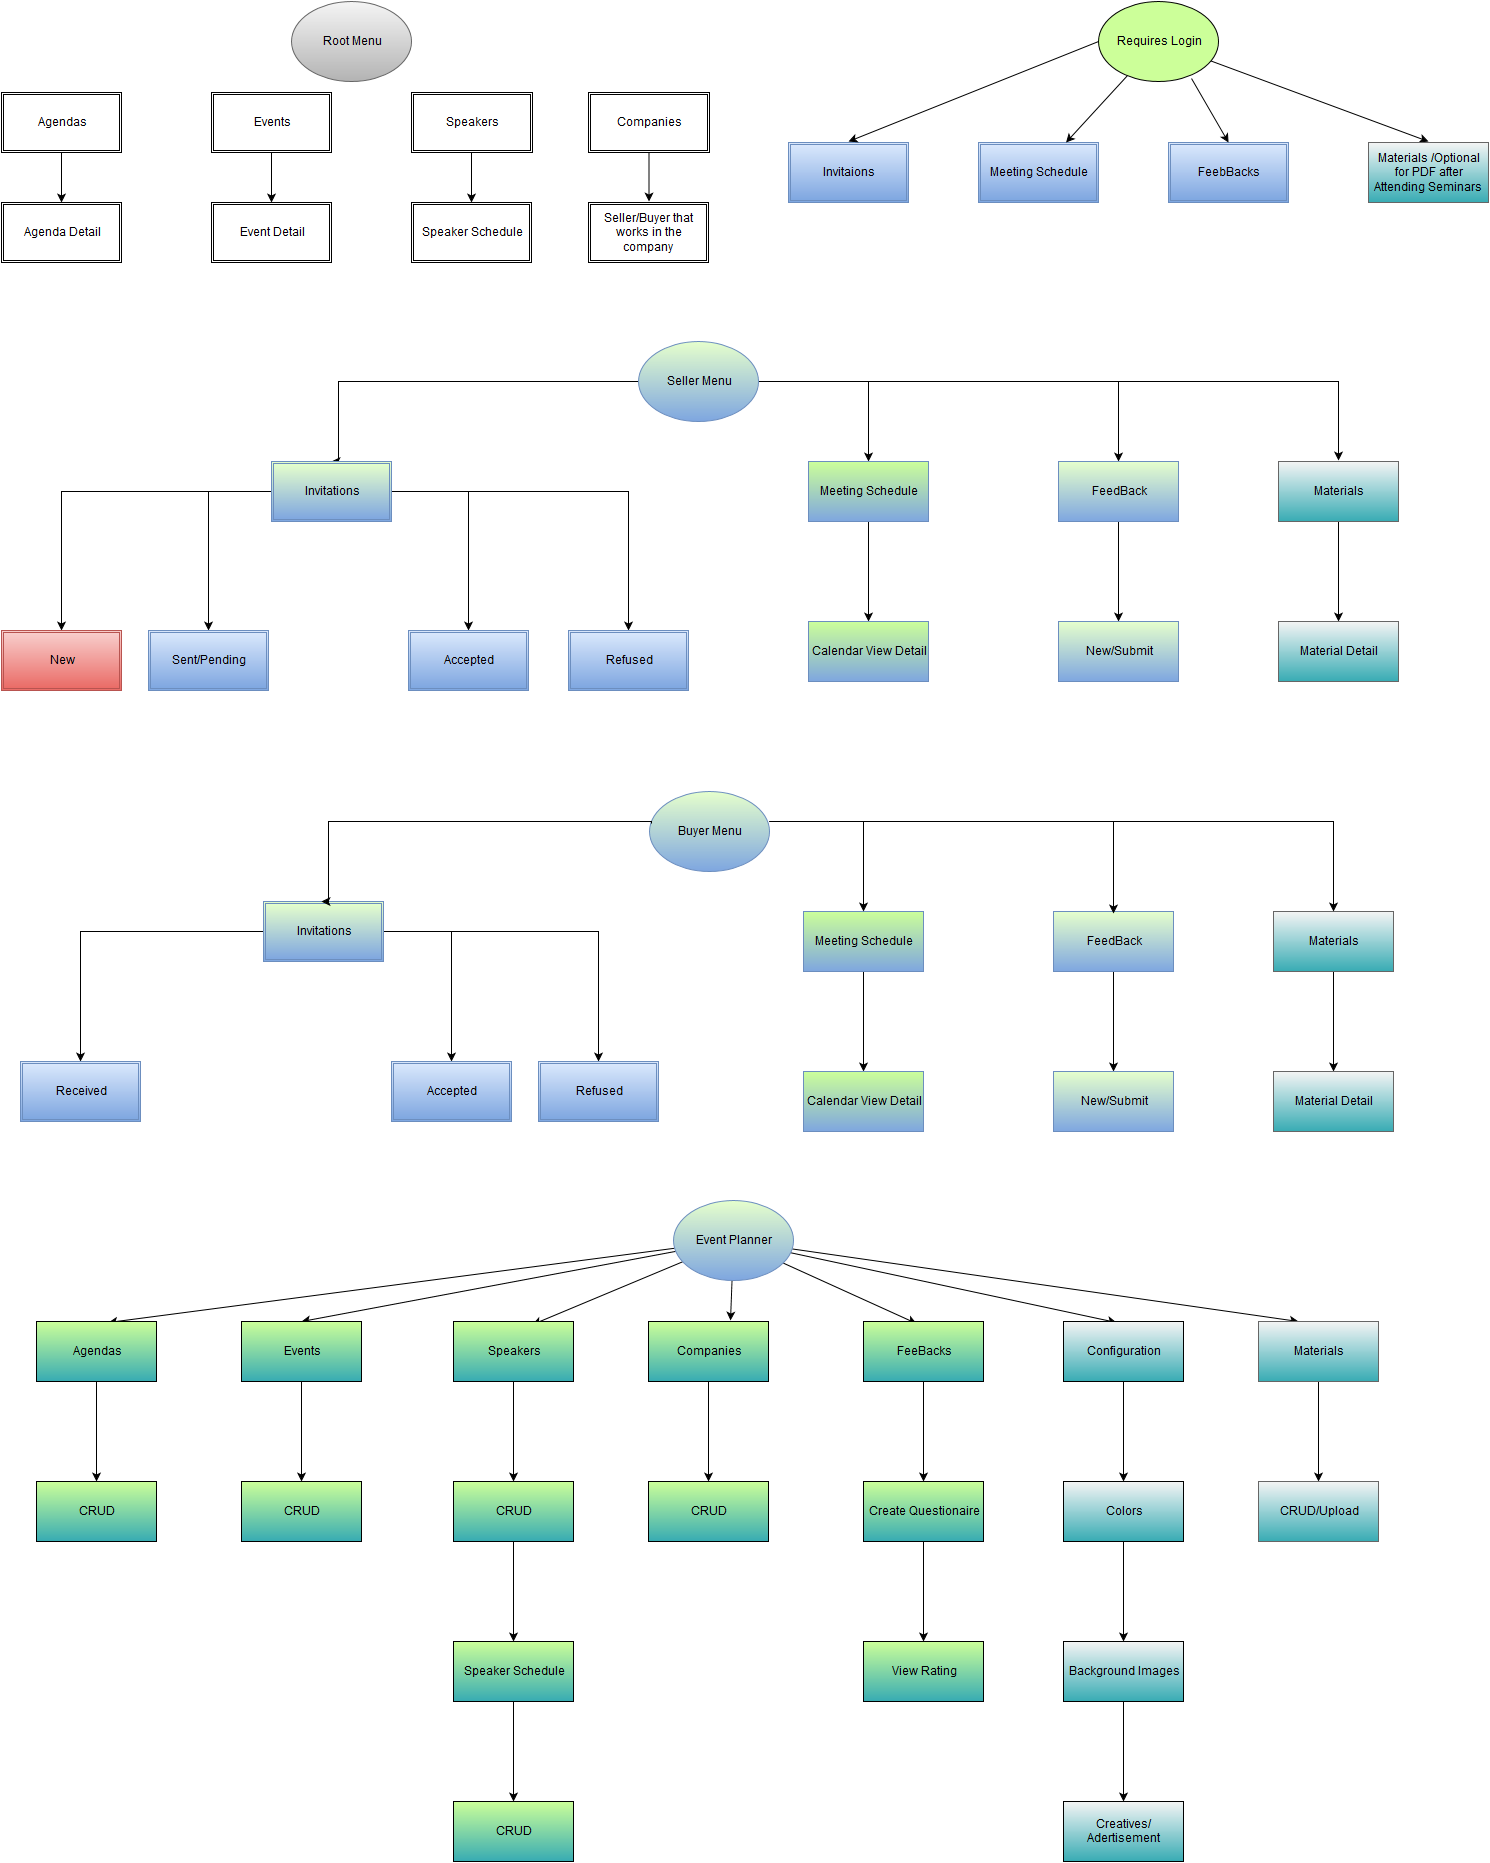 Root Menu
Requires Login
Agendas
Events
Speakers
Companies
Invitaions
Meeting Schedule
FeebBacks
Materials /Optional
for PDF after
Attending Seminars
Agenda Detail
Event Detail
Speaker Schedule
Seller/Buyer that
works in the
company
Seller Menu
Invitations
Meeting Schedule
FeedBack
Materials
New
Sent/Pending
Accepted
Refused
Calendar View Detail
New/Submit
Material Detail
Buyer Menu
Invitations
Meeting Schedule
FeedBack
Materials
Received
Accepted
Refused
Calendar View Detail
New/Submit
Material Detail
Event Planner
Agendas
Events
Speakers
Companies
FeeBacks
Configuration
Materials
CRUD
CRUD
CRUD
CRUD
Create Questionaire
Colors
CRUD/Upload
Speaker Schedule
View Rating
Background Images
CRUD
Creatives/
Adertisement